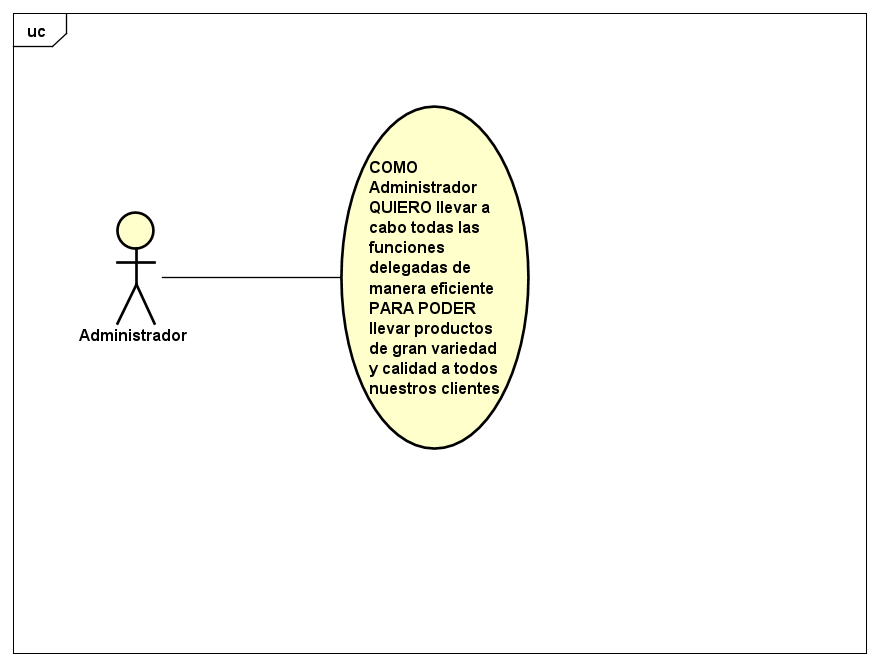 uc
COMO
Administrador
QUIERO llevar a
cabo todas las
funciones
delegadas de
manera eficiente
PARA PODER
llevar productos
de gran variedad
y calidad a todos
nuestros clientes
Administrador